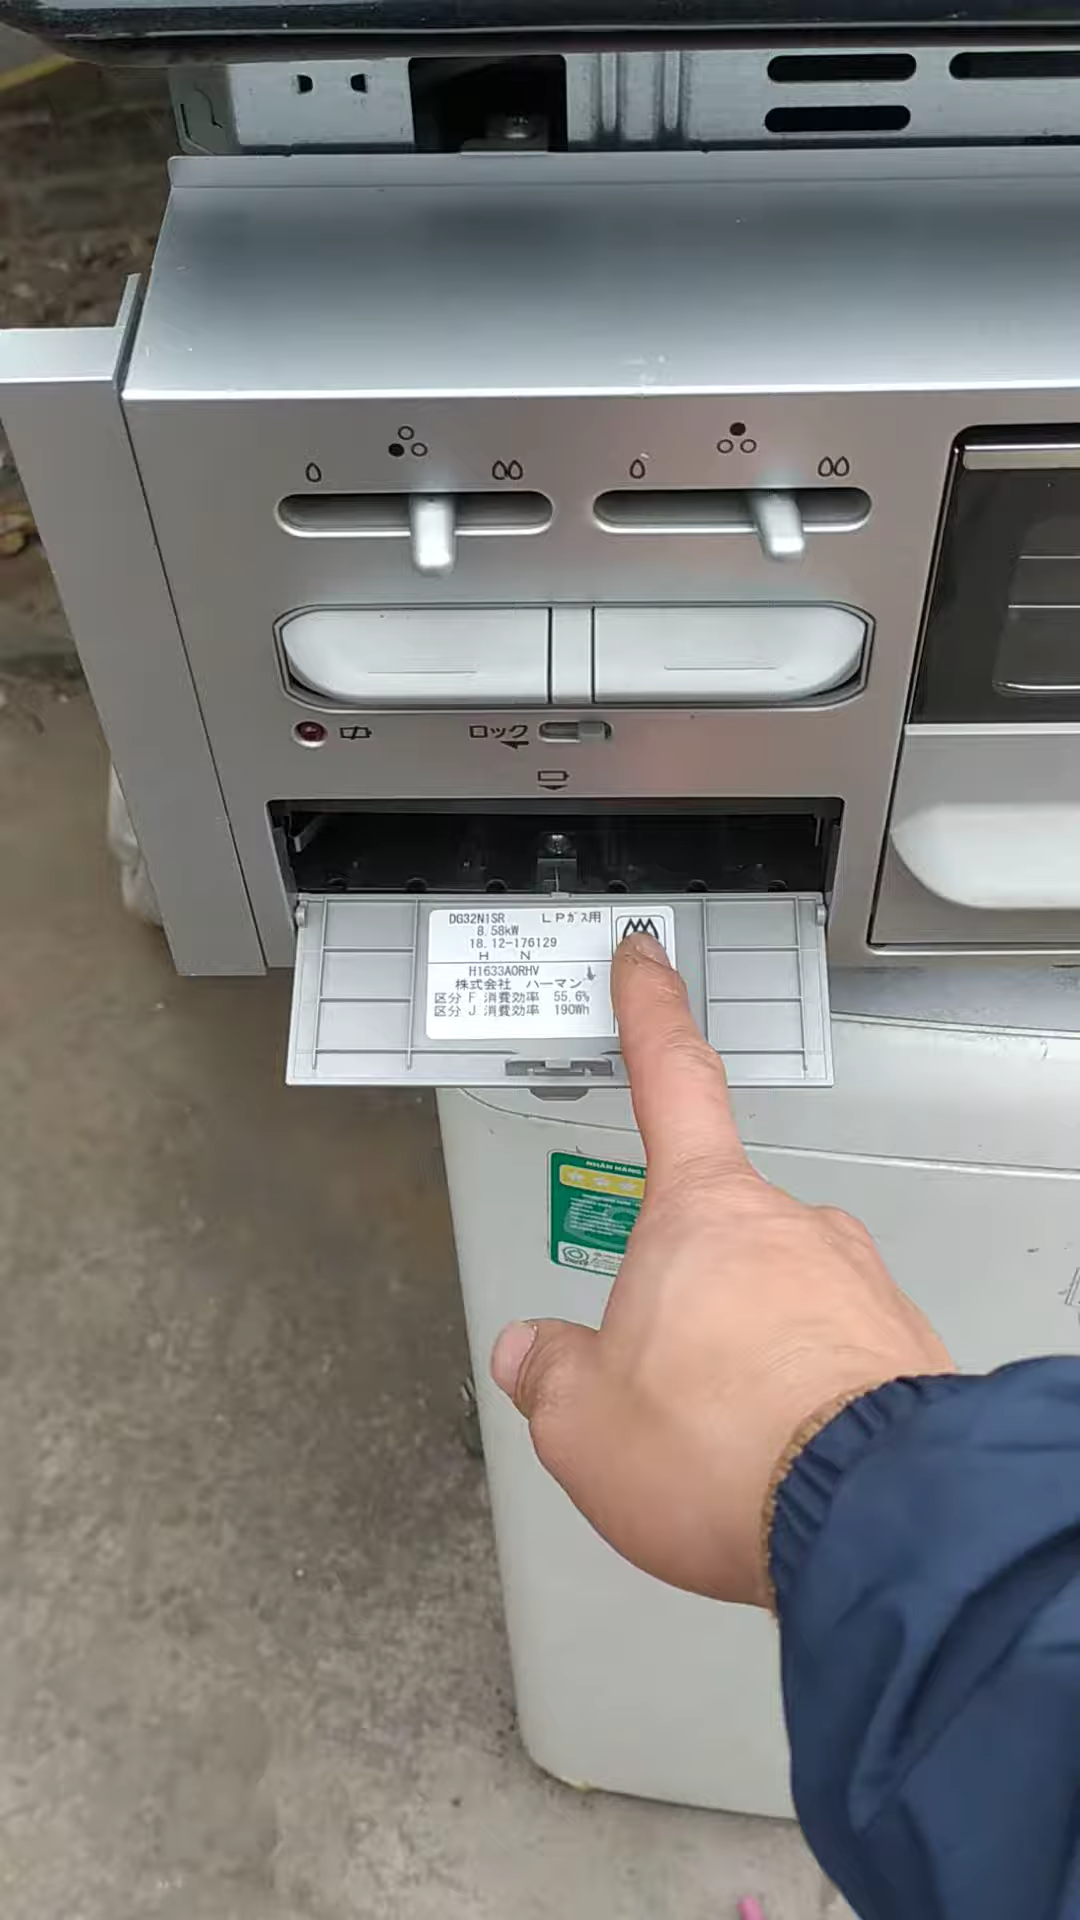 ロック
DG32N1SR LPガス用
8.58kW
18.12-176129
H N
H1633A0RHV
株式会社 ハーマン
区分 F 消費効率 55.6%
区分 J 消費効率 190Wh
NHÃN NĂNG